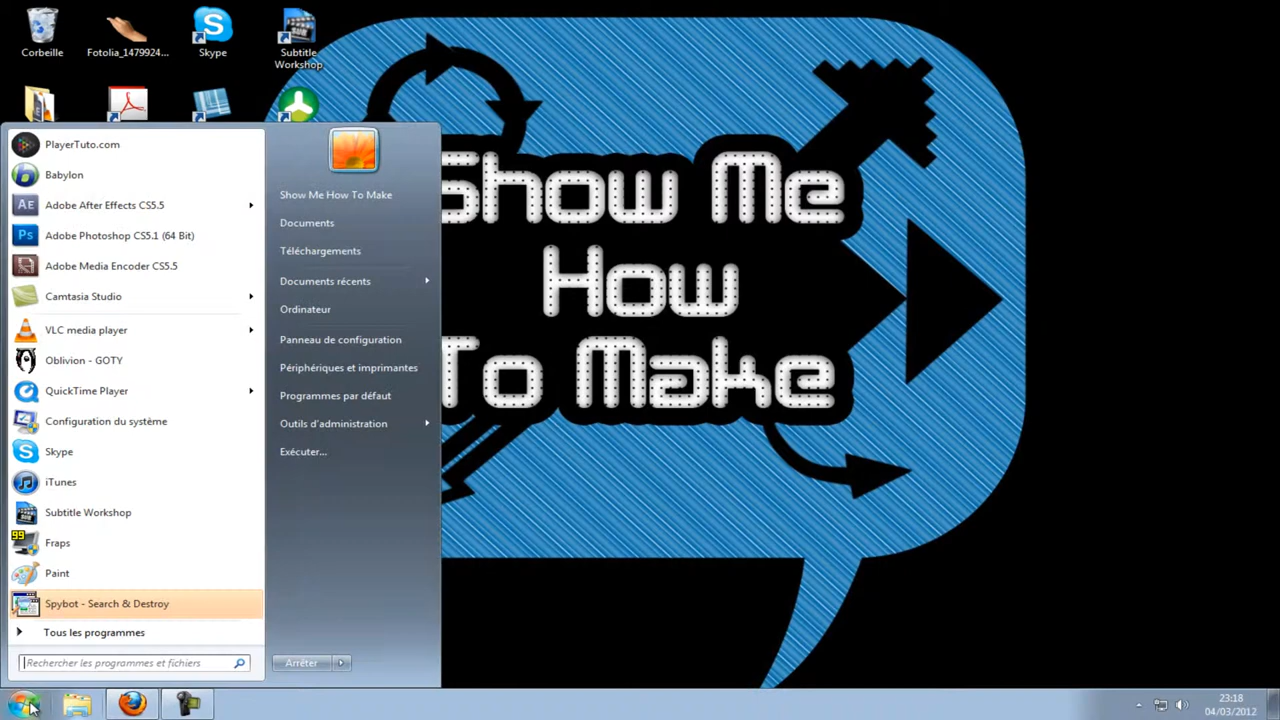 Corbeille
Fotolia_1479924...
Skype
Subtitle
Workshop
PlayerTuto.com
Babylon
Adobe After Effects CS5.5
Adobe Photoshop CS5.1 (64 Bit)
Adobe Media Encoder CS5.5
Camtasia Studio
VLC media player
Oblivion - GOTY
QuickTime Player
Configuration du système
Skype
iTunes
Subtitle Workshop
99
Fraps
Paint
Spybot - Search & Destroy
Tous les programmes
Rechercher les programmes et fichiers
Show Me How To Make
Documents
Téléchargements
Documents récents
Ordinateur
Panneau de configuration
Périphériques et imprimantes
Programmes par défaut
Outils d'administration
Exécuter...
Arrêter
Show Me
How
To Make
23:18
04/03/2012